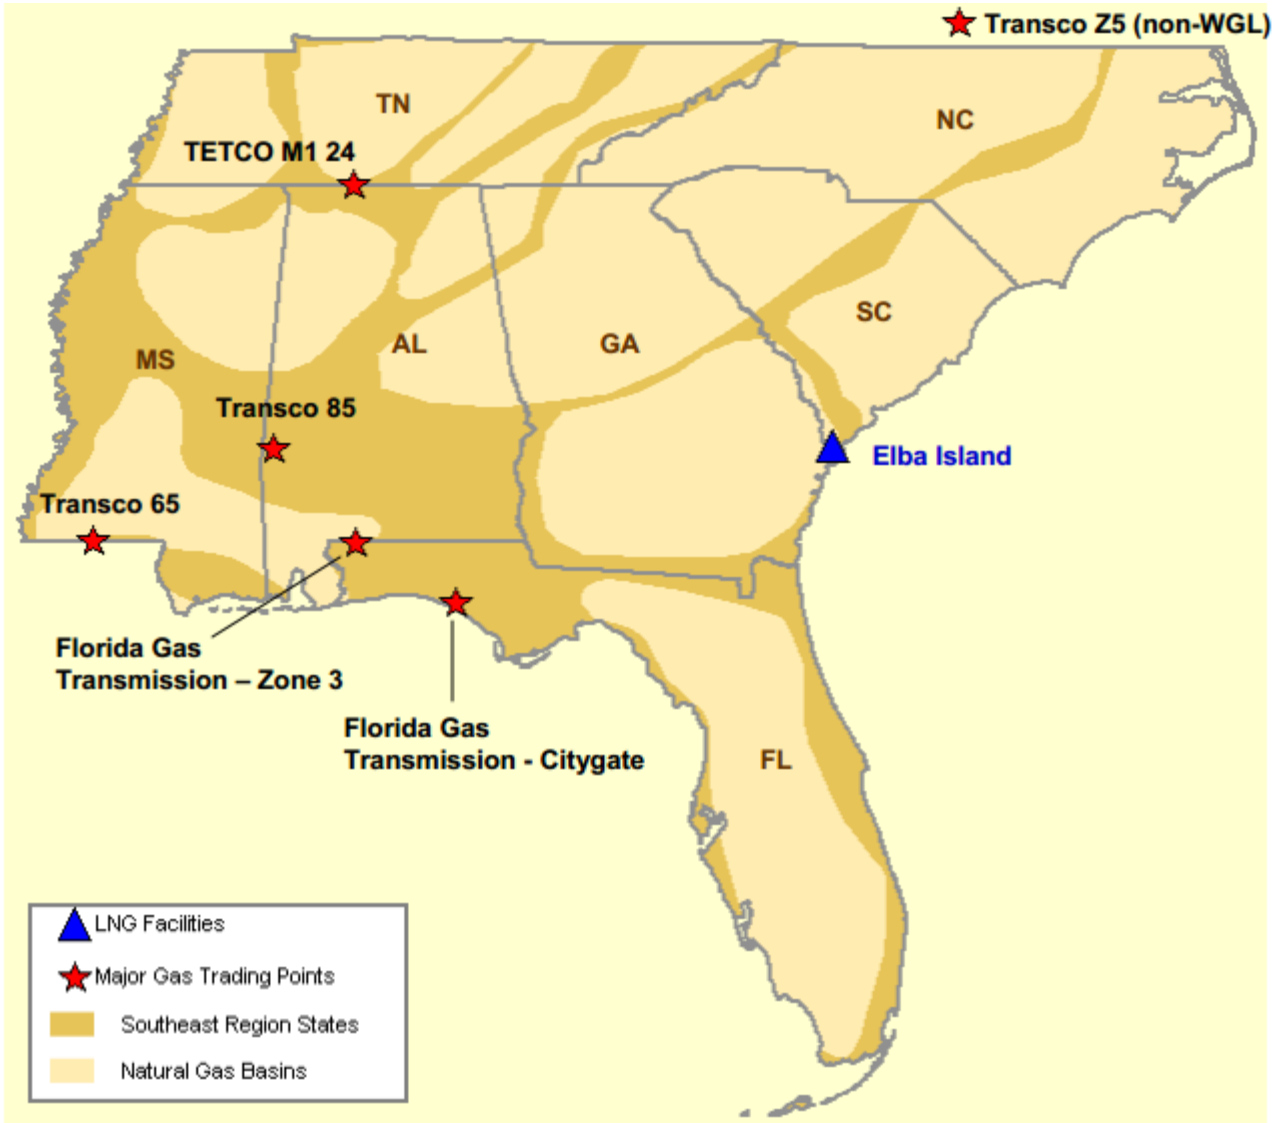 Transco Z5 (non-WGL)
TN
NC
TETCO M1 24
SC
MS
AL
GA
Transco 85
Elba Island
Transco 65
Florida Gas
Transmission – Zone 3
Florida Gas
Transmission - Citygate
FL
LNG Facilities
Major Gas Trading Points
Southeast Region States
Natural Gas Basins